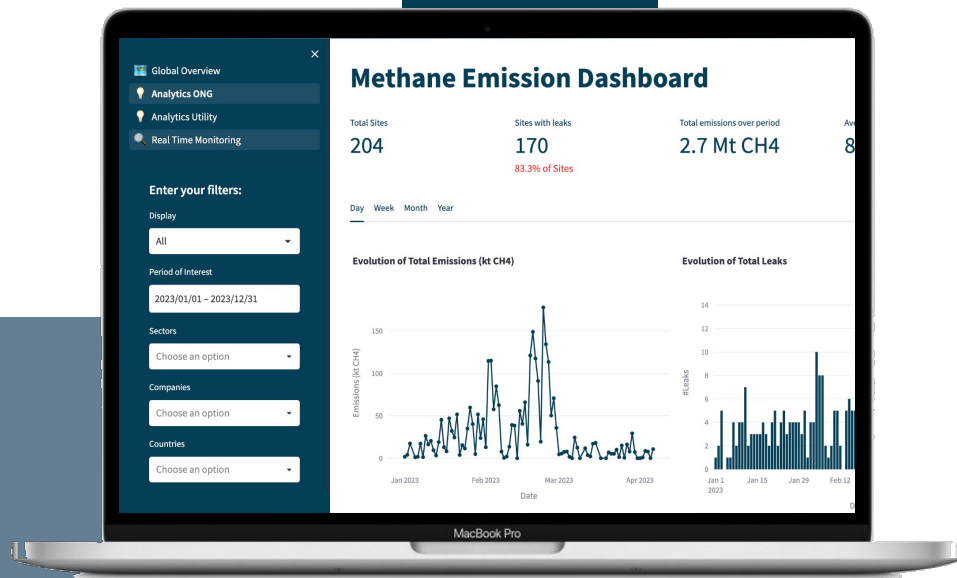 ×
Global Overview
Analytics ONG
Analytics Utility
Real Time Monitoring
Enter your filters:
Display
All
Period of Interest
2023/01/01 – 2023/12/31
Sectors
Choose an option
Companies
Choose an option
Countries
Choose an option
Methane Emission Dashboard
Total Sites
204
Sites with leaks
170
83.3% of Sites
Total emissions over period
2.7 Mt CH4
8
Day Week Month Year
Evolution of Total Emissions (kt CH4)
Emissions (kt CH4)
150
100
50
0
Jan 2023 Feb 2023 Mar 2023 Apr 2023
Date
Evolution of Total Leaks
#Leaks
14
12
10
8
6
4
2
0
Jan 1 Jan 15 Jan 29 Feb 12
2023
MacBook Pro